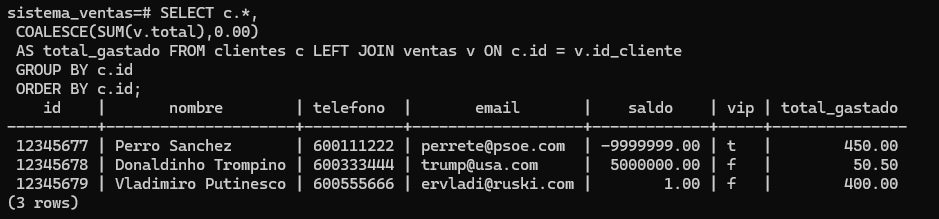 sistema_ventas=# SELECT c.*,
 COALESCE(SUM(v.total),0.00)
 AS total_gastado FROM clientes c LEFT JOIN ventas v ON c.id = v.id_cliente
 GROUP BY c.id
 ORDER BY c.id;
    id    |       nombre        | telefono  |      email       |    saldo    | vip | total_gastado
----------+---------------------+-----------+------------------+-------------+-----+---------------
 12345677 | Perro Sanchez       | 600111222 | perrete@psoe.com | -9999999.00 | t   |        450.00
 12345678 | Donaldinho Trompino | 600333444 | trump@usa.com    |  5000000.00 | f   |         50.50
 12345679 | Vladimiro Putinesco | 600555666 | ervladi@ruski.com |        1.00 | f   |        400.00
(3 rows)